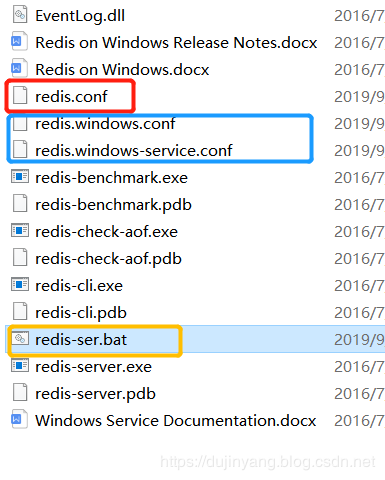 EventLog.dll 2016/7
Redis on Windows Release Notes.docx 2016/7
Redis on Windows.docx 2016/7
redis.conf 2019/9
redis.windows.conf 2019/9
redis.windows-service.conf 2019/9
redis-benchmark.exe 2016/7
redis-benchmark.pdb 2016/7
redis-check-aof.exe 2016/7
redis-check-aof.pdb 2016/7
redis-cli.exe 2016/7
redis-cli.pdb 2016/7
redis-ser.bat 2019/9
redis-server.exe 2016/7
redis-server.pdb 2016/7
Windows Service Documentation.docx 2016/7
https://dujinyang.blog.csdn.net